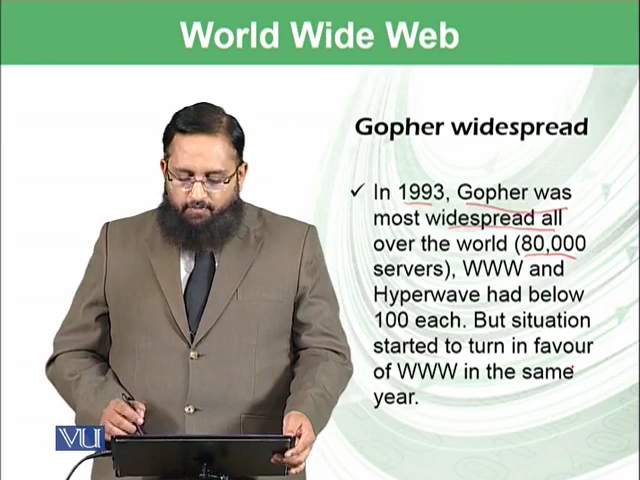 World Wide Web
Gopher widespread
✓ In 1993, Gopher was
most widespread all
over the world (80,000
servers), WWW and
Hyperwave had below
100 each. But situation
started to turn in favour
of WWW in the same
year.
VU